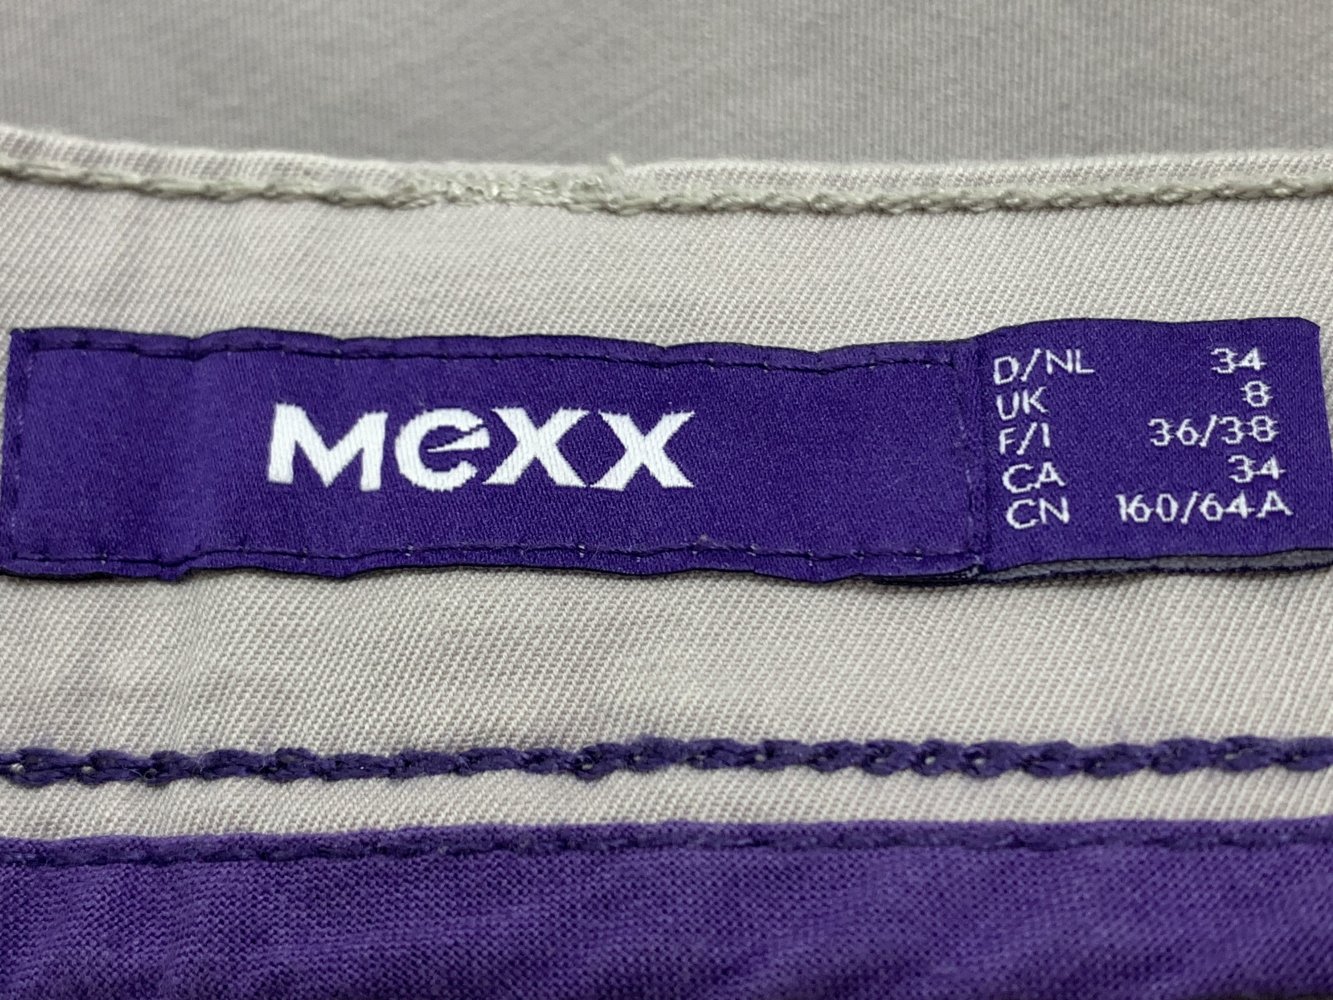 MEXX
D/NL 34
UK 8
F/I 36/38
CA 34
CN 160/64A